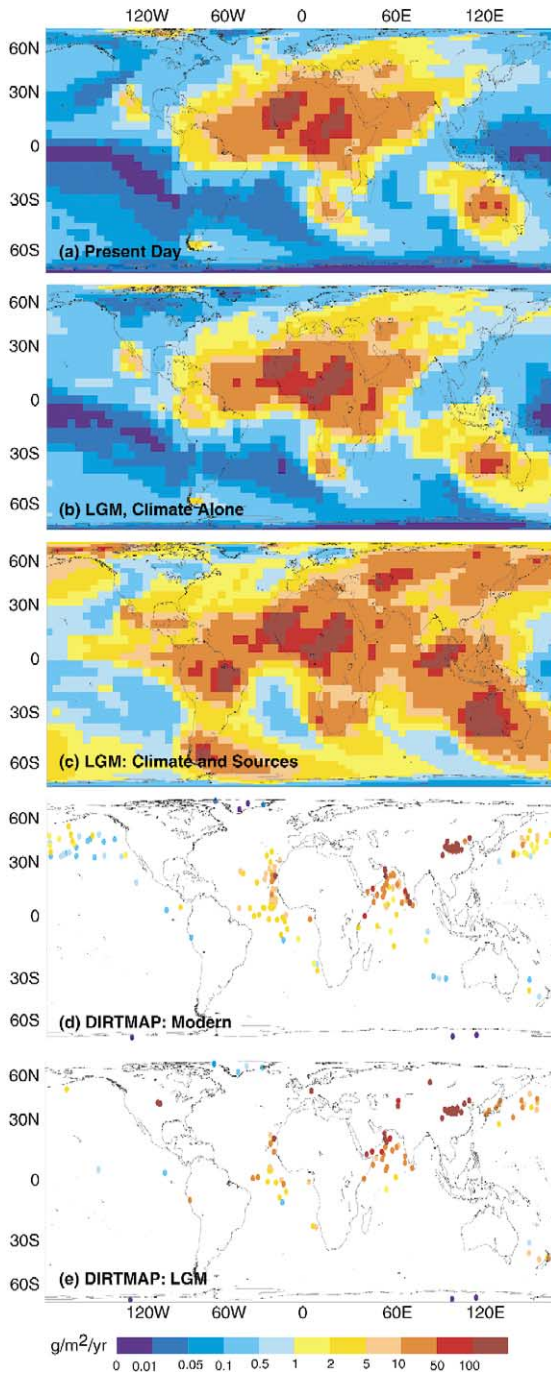 120W 60W 0 60E 120E
60N
30N
0
30S
60S
(a) Present Day
60N
30N
0
30S
60S
(b) LGM, Climate Alone
60N
30N
0
30S
60S
(c) LGM: Climate and Sources
60N
30N
0
30S
60S
(d) DIRTMAP: Modern
60N
30N
0
30S
60S
(e) DIRTMAP: LGM
120W 60W 0 60E 120E
g/m²/yr
0 0.01 0.05 0.1 0.5 1 2 5 10 50 100